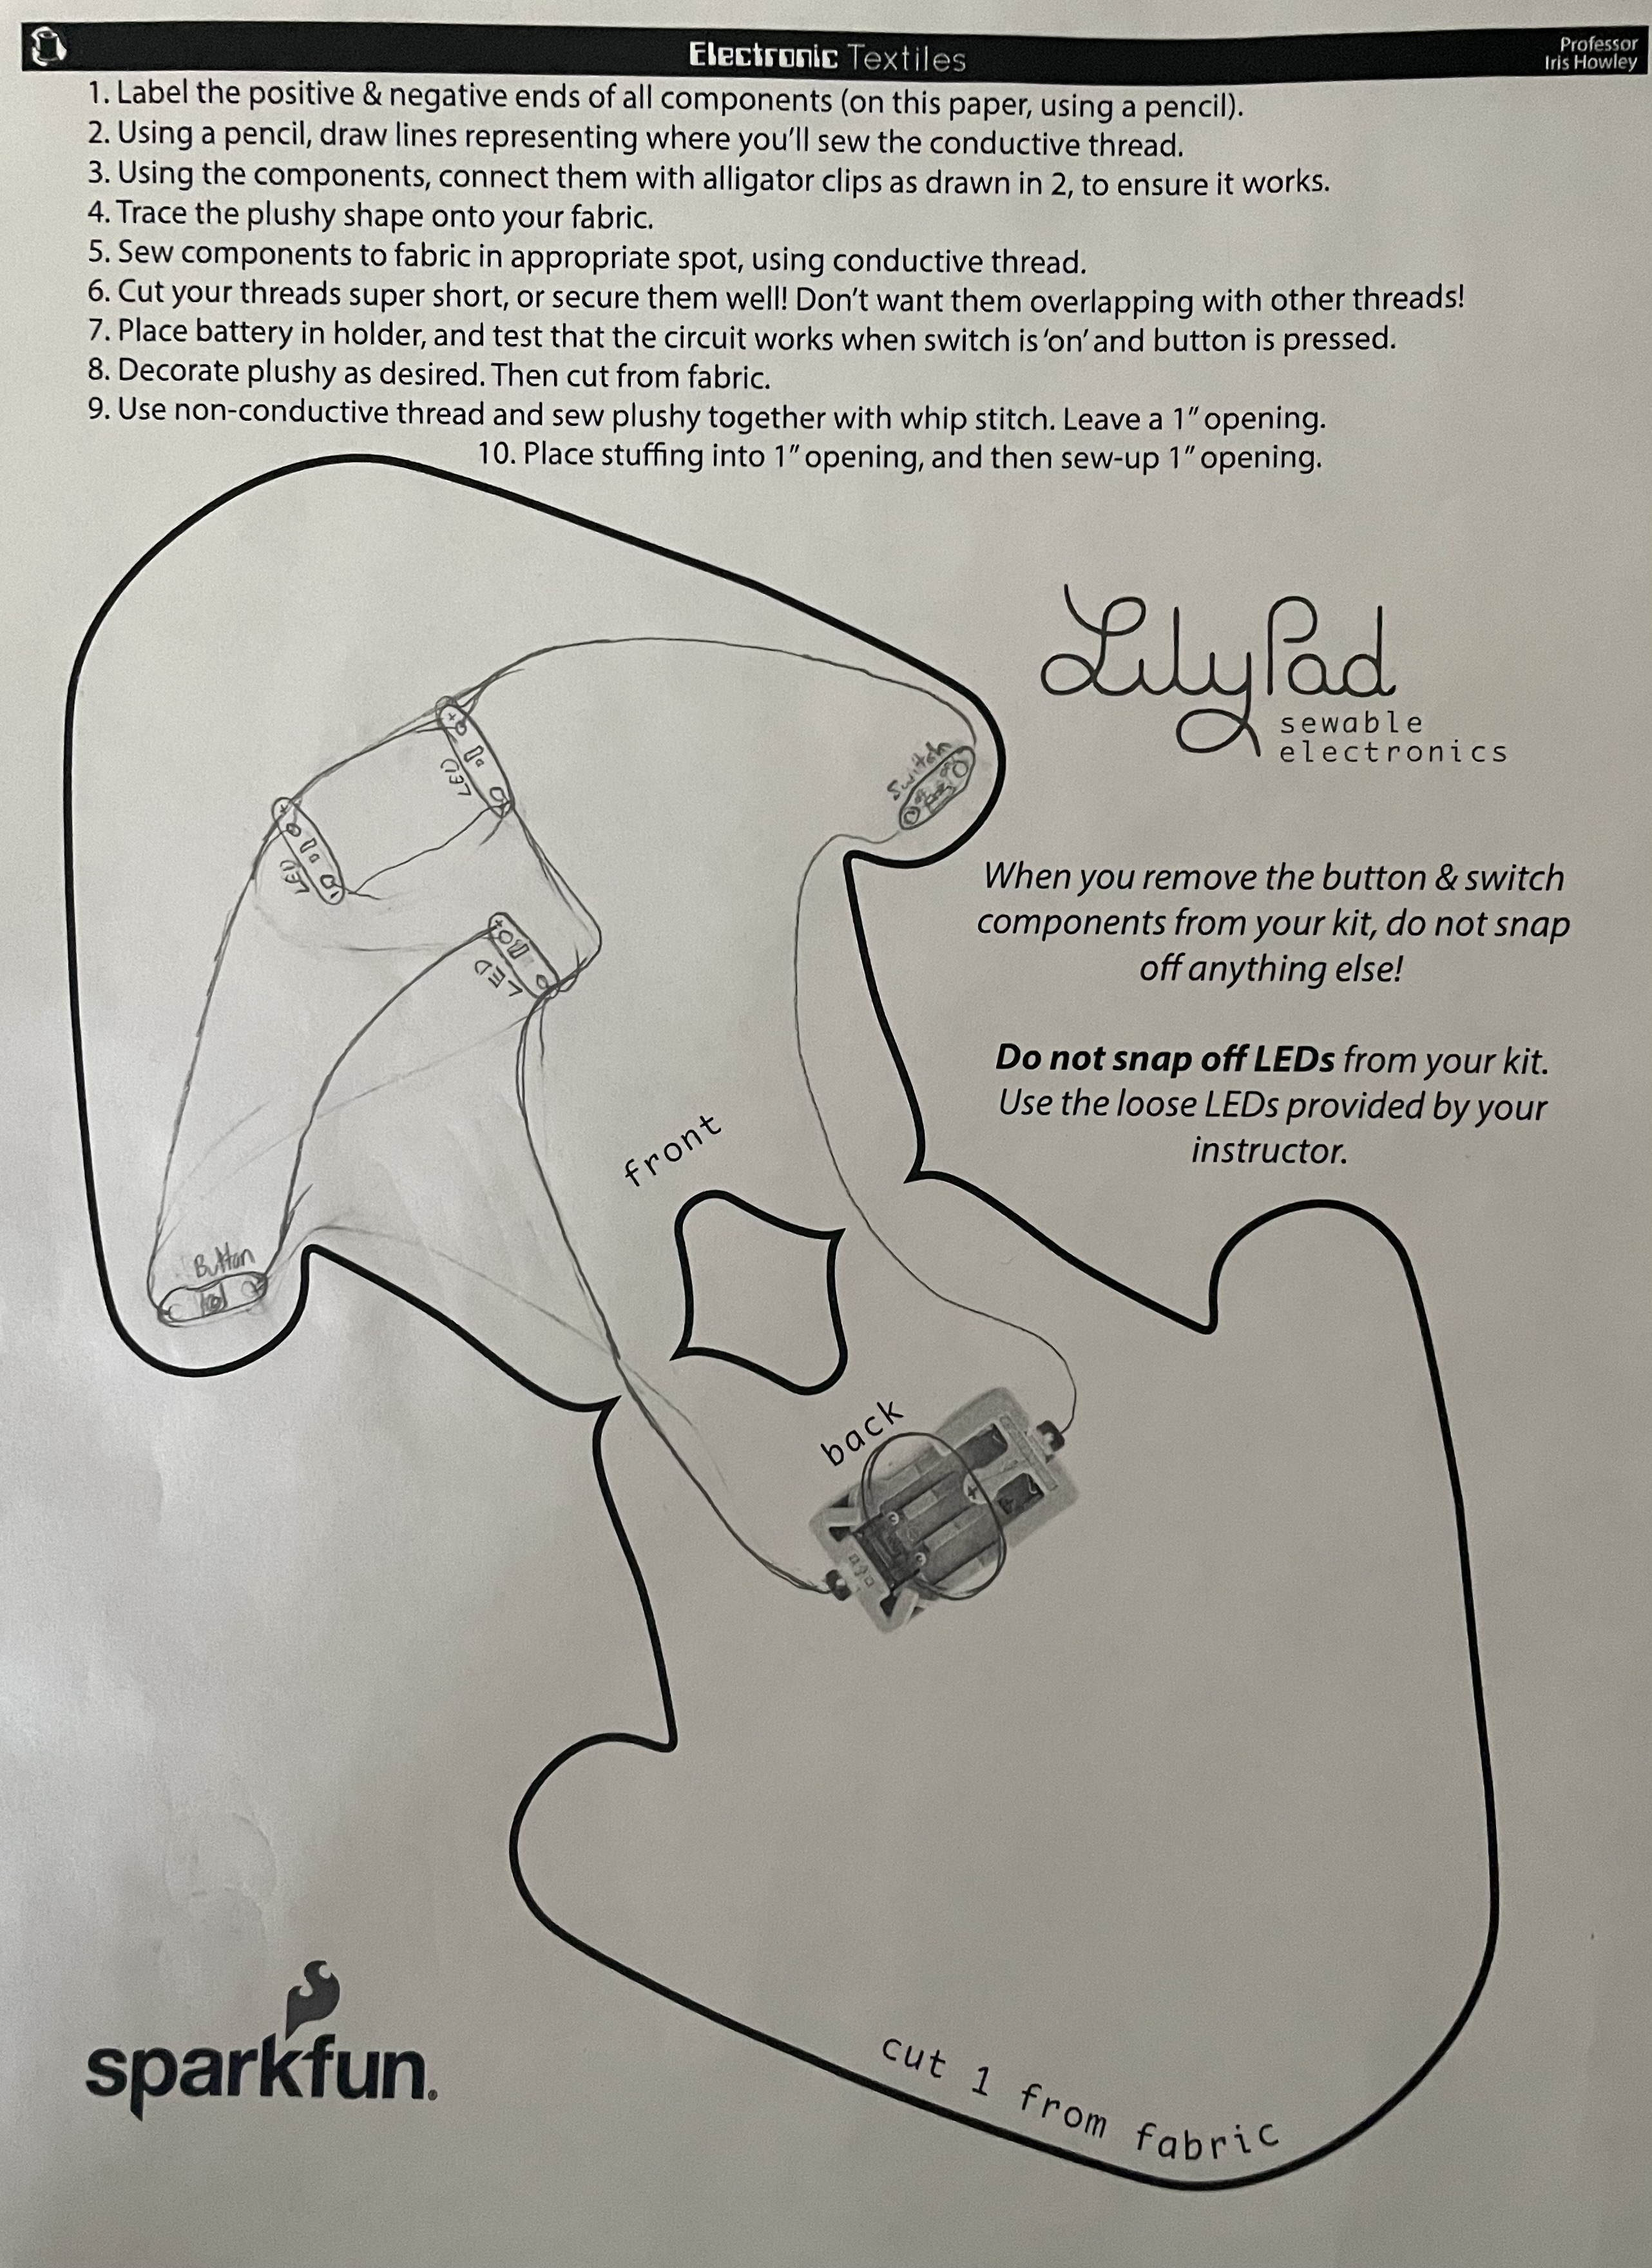 Electronic Textiles
Professor
Iris Howley
1. Label the positive & negative ends of all components (on this paper, using a pencil).
2. Using a pencil, draw lines representing where you'll sew the conductive thread.
3. Using the components, connect them with alligator clips as drawn in 2, to ensure it works.
4. Trace the plushy shape onto your fabric.
5. Sew components to fabric in appropriate spot, using conductive thread.
6. Cut your threads super short, or secure them well! Don't want them overlapping with other threads!
7. Place battery in holder, and test that the circuit works when switch is 'on' and button is pressed.
8. Decorate plushy as desired. Then cut from fabric.
9. Use non-conductive thread and sew plushy together with whip stitch. Leave a 1" opening.
10. Place stuffing into 1" opening, and then sew-up 1" opening.
LilyPad
sewable
electronics
LED
Switch
LED
When you remove the button & switch
components from your kit, do not snap
off anything else!
LED
Do not snap off LEDs from your kit.
Use the loose LEDs provided by your
instructor.
front
Button
back
sparkfun
cut 1 from fabric